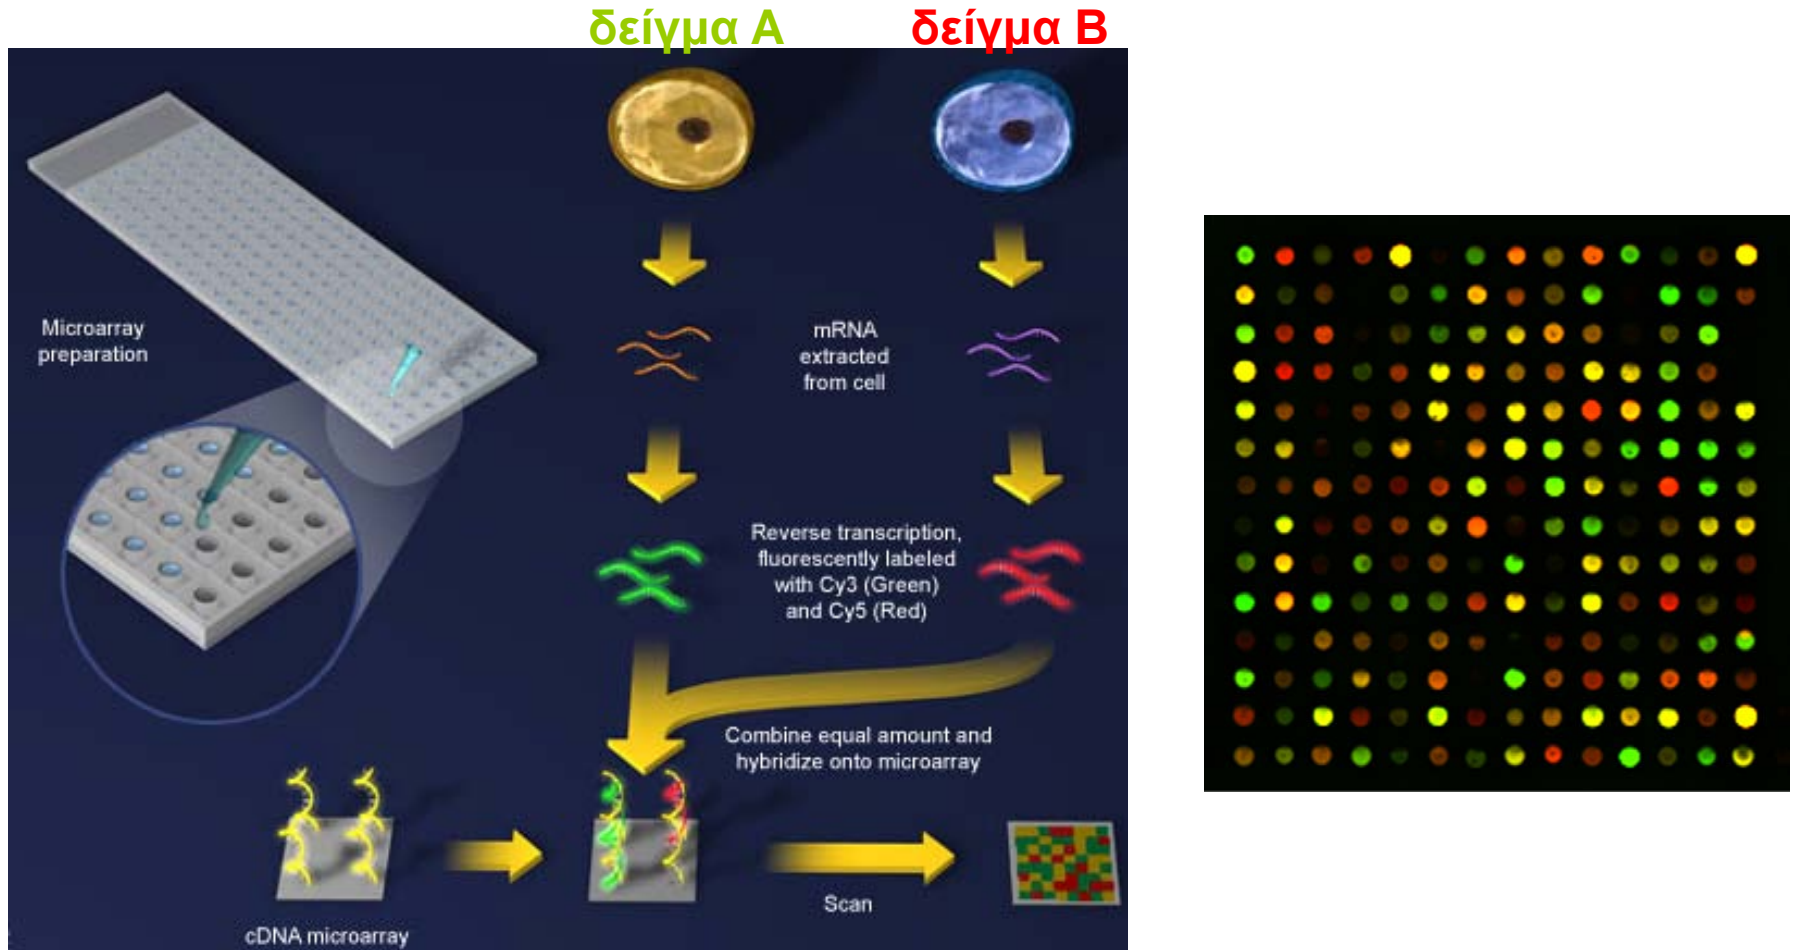 δείγμα Α
δείγμα Β
Microarray
preparation
mRNA
extracted
from cell
Reverse transcription,
fluorescently labeled
with Cy3 (Green)
and Cy5 (Red)
Combine equal amount and
hybridize onto microarray
Scan
cDNA microarray